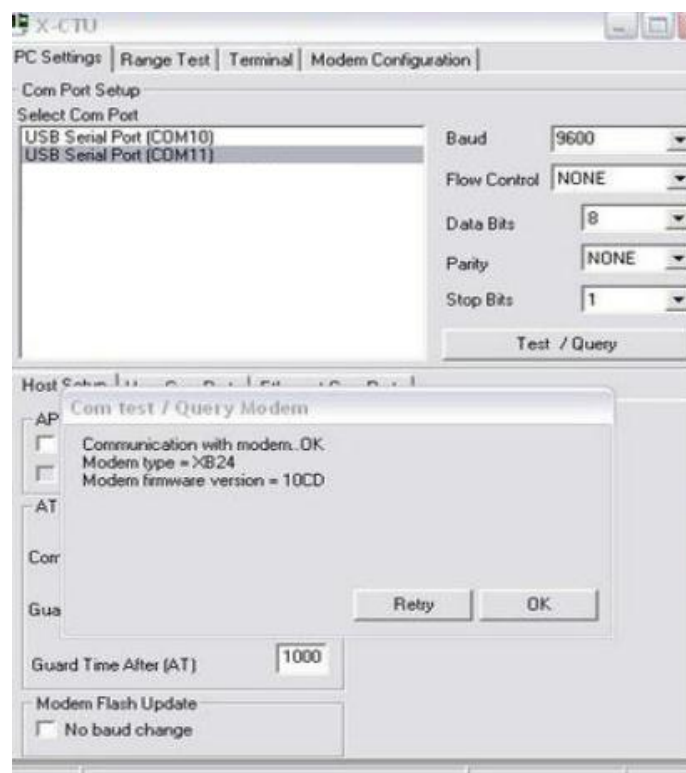 X-CTU
PC Settings Range Test Terminal Modem Configuration
Com Port Setup
Select Com Port
USB Serial Port (COM10)
USB Serial Port (COM11)
Baud 9600
Flow Control NONE
Data Bits 8
Parity NONE
Stop Bits 1
Test / Query
Host
AP
Com test / Query Modem
Communication with modem..OK
Modem type = XB24
Modem firmware version = 10CD
AT
Retry OK
Guard Time After (AT) 1000
Modem Flash Update
No baud change